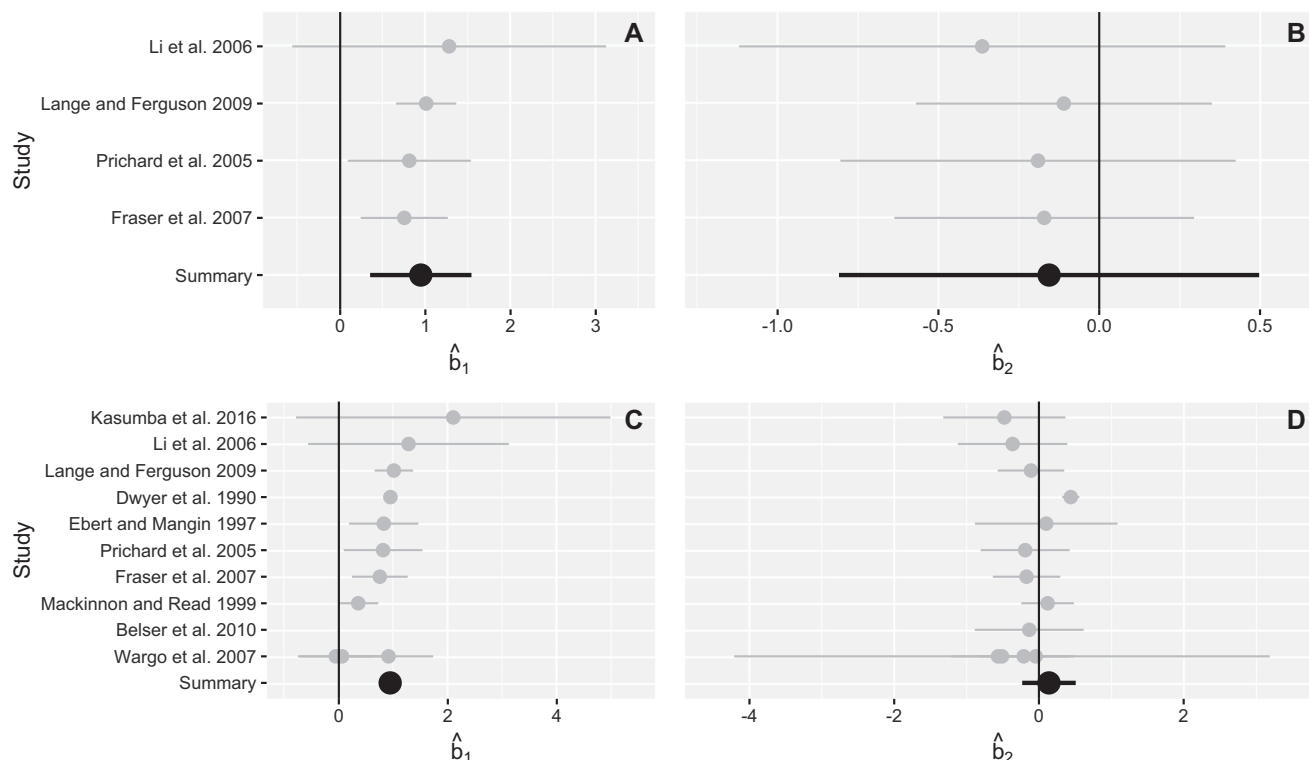 A
B
Study
Li et al. 2006
Lange and Ferguson 2009
Prichard et al. 2005
Fraser et al. 2007
Summary
0 1 2 3
-1.0 -0.5 0.0 0.5
b̂₁
b̂₂
C
D
Study
Kasumba et al. 2016
Li et al. 2006
Lange and Ferguson 2009
Dwyer et al. 1990
Ebert and Mangin 1997
Prichard et al. 2005
Fraser et al. 2007
Mackinnon and Read 1999
Belser et al. 2010
Wargo et al. 2007
Summary
0 2 4
-4 -2 0 2
b̂₁
b̂₂